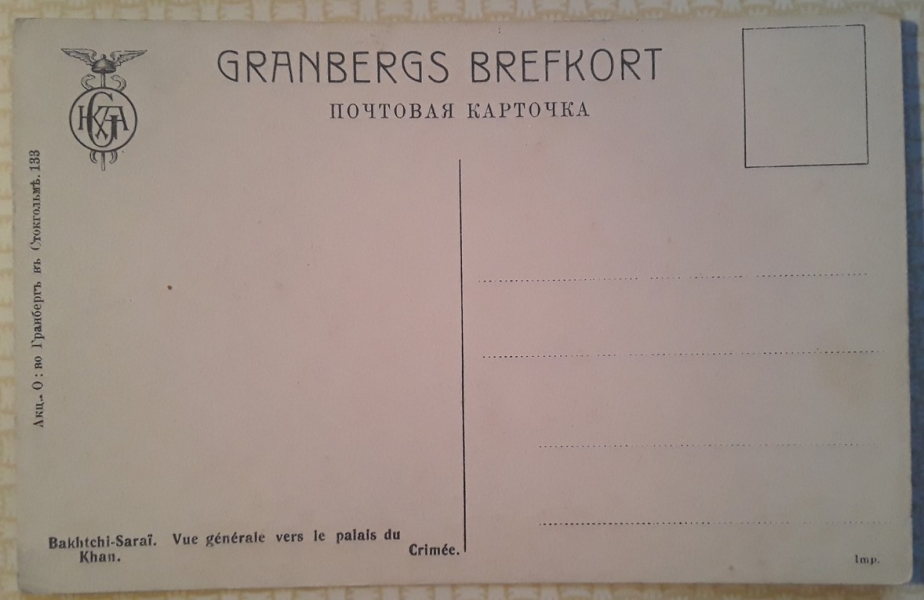 GRANBERGS BREFKORT
ПОЧТОВАЯ КАРТОЧКА
Акц.- О : во Гранбергъ въ Стокгольмѣ. 133
Bakhtchi-Saraï. Vue générale vers le palais du
Khan.
Crimée.
Imp.